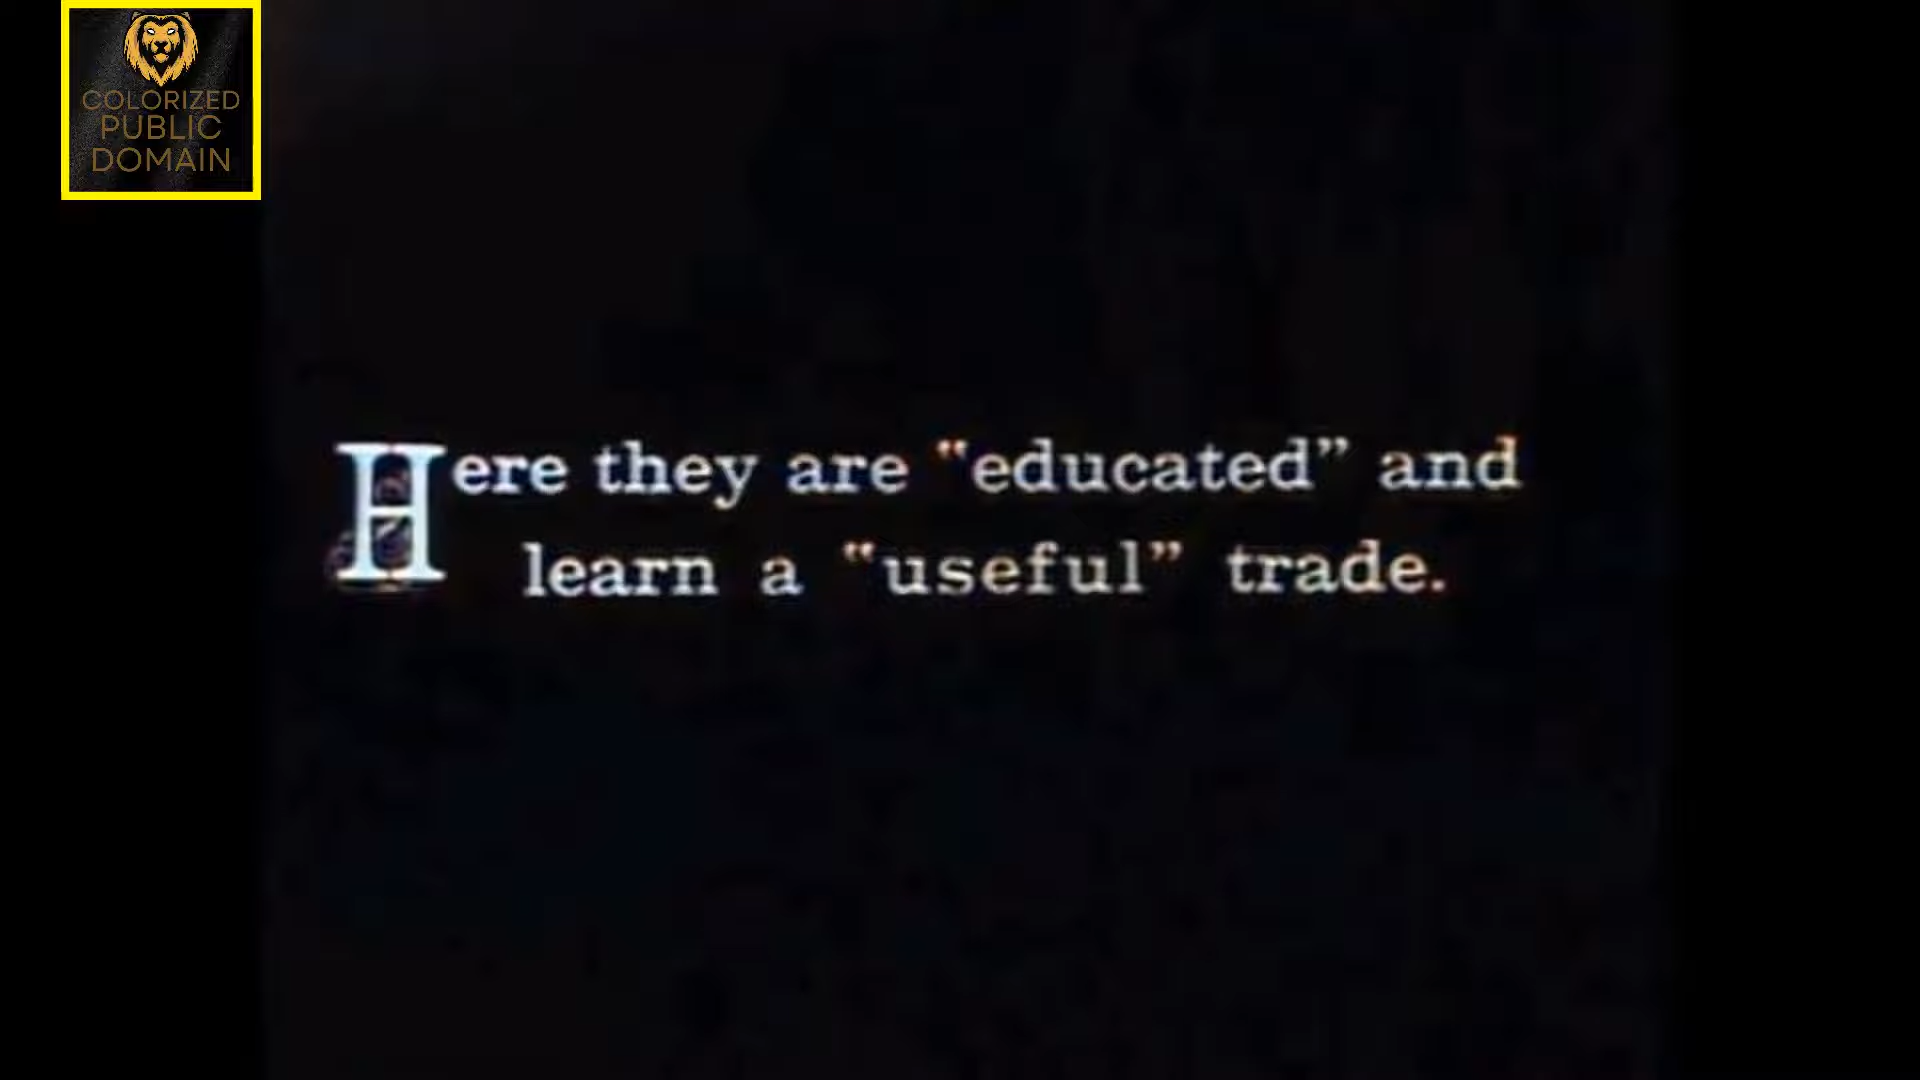 COLORIZED
PUBLIC
DOMAIN
Here they are “educated” and
learn a “useful” trade.